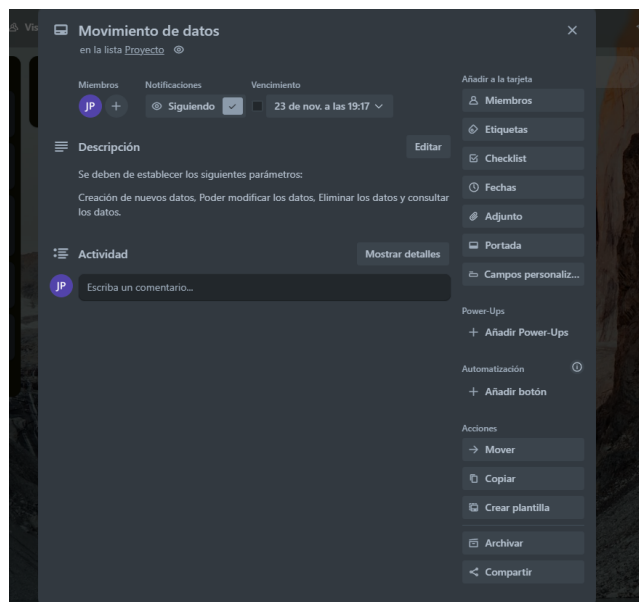 Vis
Movimiento de datos
en la lista Proyecto
Miembros
Notificaciones
Vencimiento
JP
Siguiendo
23 de nov. a las 19:17
Descripción
Editar
Se deben de establecer los siguientes parámetros:
Creación de nuevos datos, Poder modificar los datos, Eliminar los datos y consultar
los datos.
Actividad
Mostrar detalles
JP
Escriba un comentario...
Añadir a la tarjeta
Miembros
Etiquetas
Checklist
Fechas
Adjunto
Portada
Campos personaliz...
Power-Ups
+ Añadir Power-Ups
Automatización
+ Añadir botón
Acciones
Mover
Copiar
Crear plantilla
Archivar
Compartir